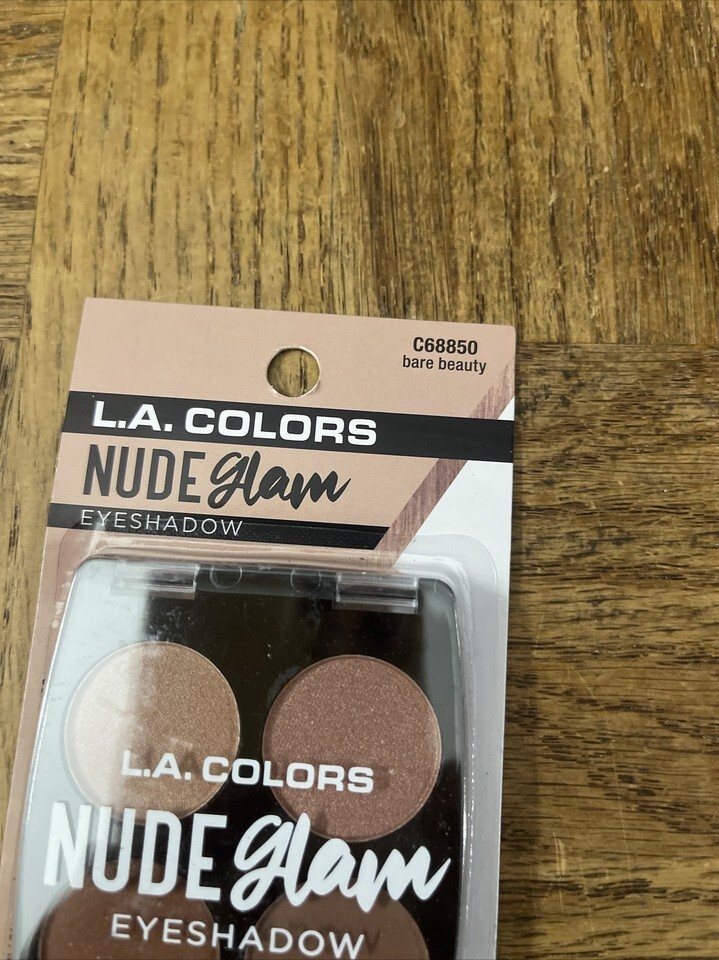 C68850
bare beauty
L.A. COLORS
NUDE Glam
EYESHADOW
L.A. COLORS
NUDE Glam
EYESHADOW